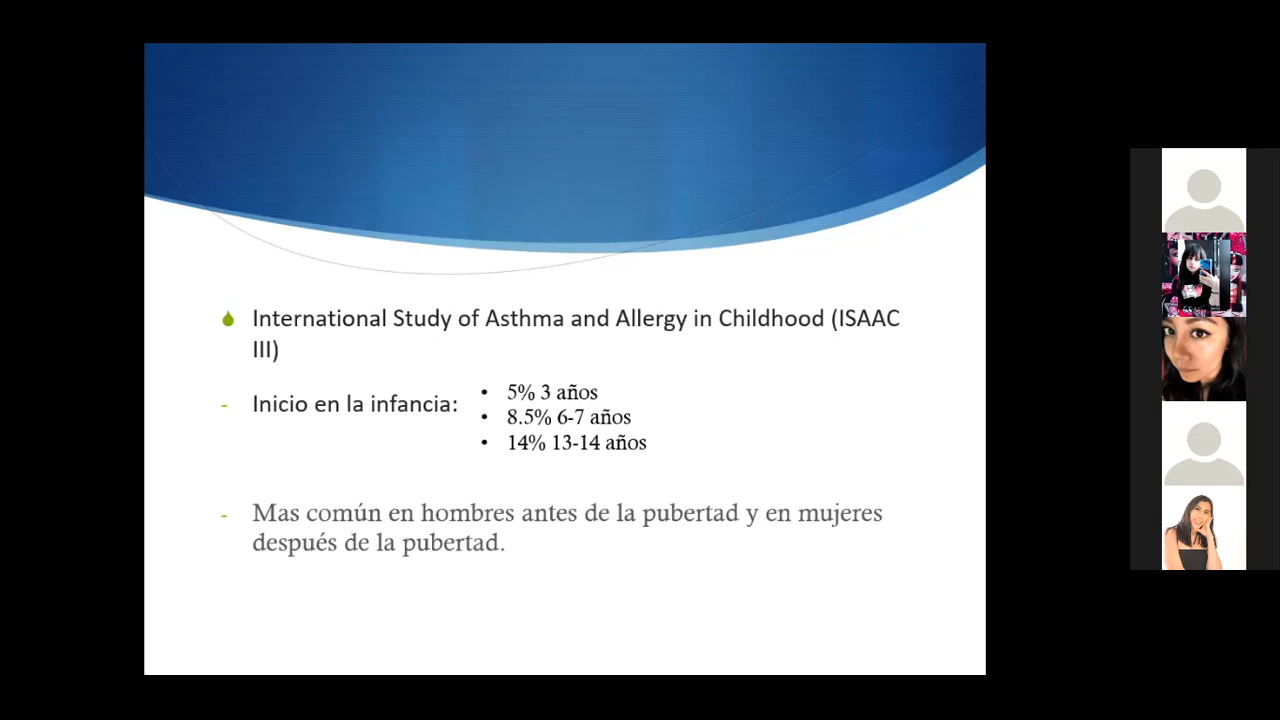 International Study of Asthma and Allergy in Childhood (ISAAC
III)
- Inicio en la infancia:
• 5% 3 años
• 8.5% 6-7 años
• 14% 13-14 años
- Mas común en hombres antes de la pubertad y en mujeres
después de la pubertad.